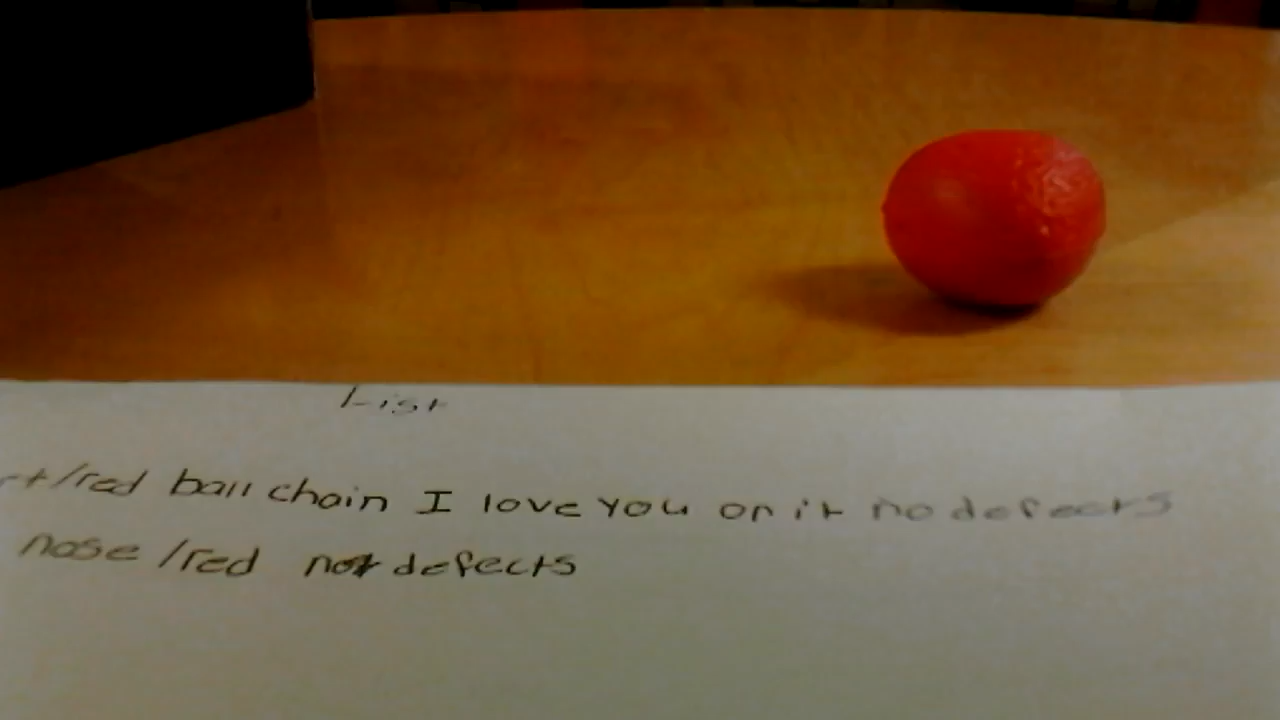 List
rt/red ball chain I love you on it no defects
nose/red not defects